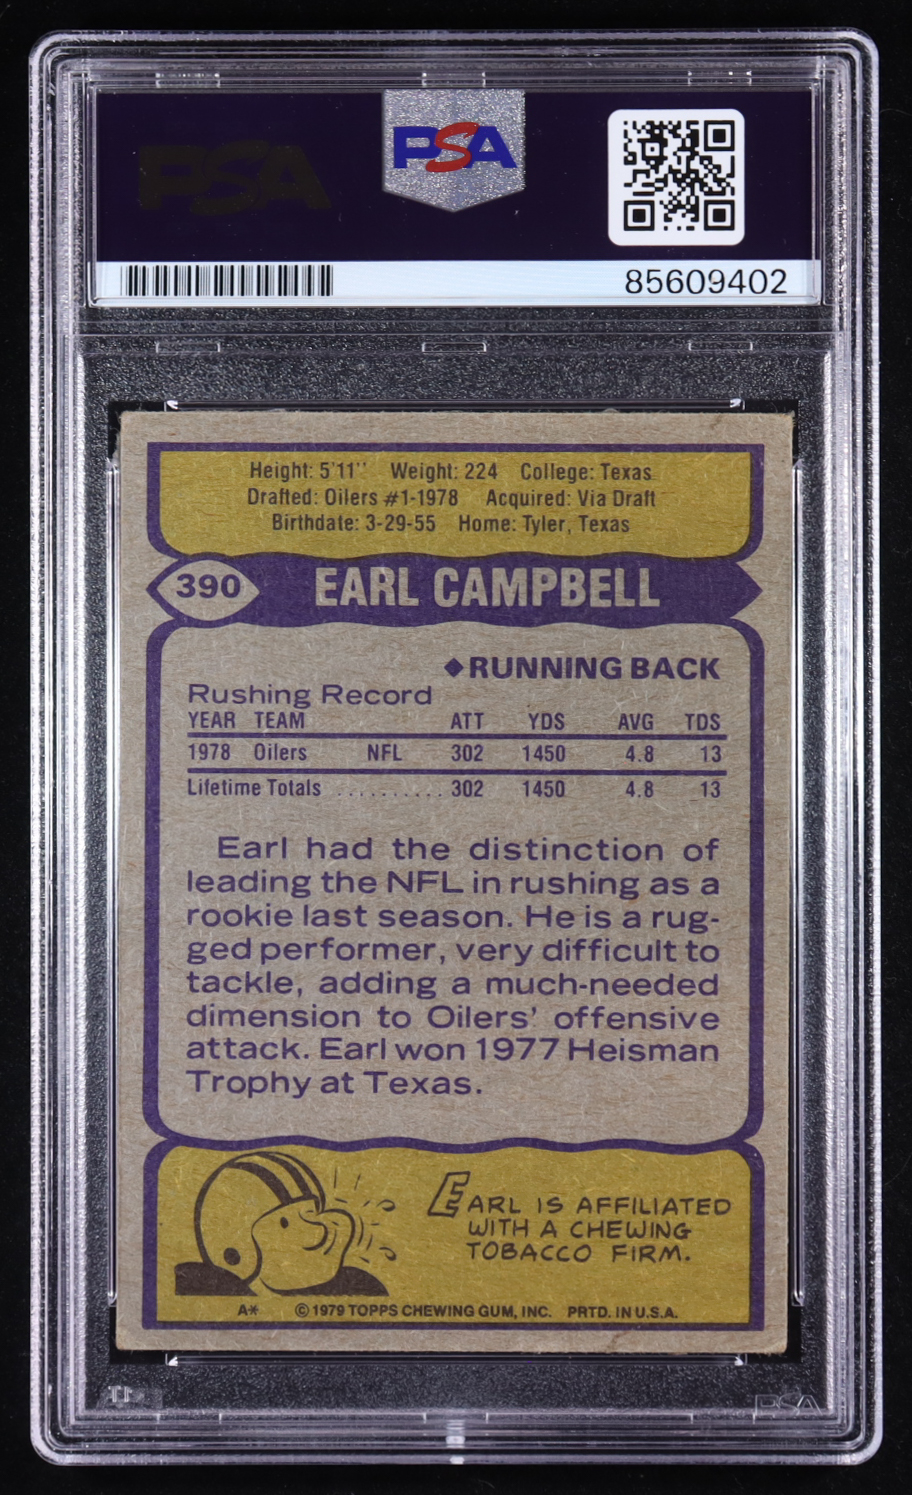 PSA
PSA
85609402
Height: 5'11'' Weight: 224 College: Texas
Drafted: Oilers #1-1978 Acquired: Via Draft
Birthdate: 3-29-55 Home: Tyler, Texas
390 EARL CAMPBELL
◆RUNNING BACK
Rushing Record
YEAR TEAM ATT YDS AVG TDS
1978 Oilers NFL 302 1450 4.8 13
Lifetime Totals .......... 302 1450 4.8 13
Earl had the distinction of
leading the NFL in rushing as a
rookie last season. He is a rug-
ged performer, very difficult to
tackle, adding a much-needed
dimension to Oilers' offensive
attack. Earl won 1977 Heisman
Trophy at Texas.
EARL IS AFFILIATED
WITH A CHEWING
TOBACCO FIRM.
A* © 1979 TOPPS CHEWING GUM, INC. PRTD. IN U.S.A.
PSA